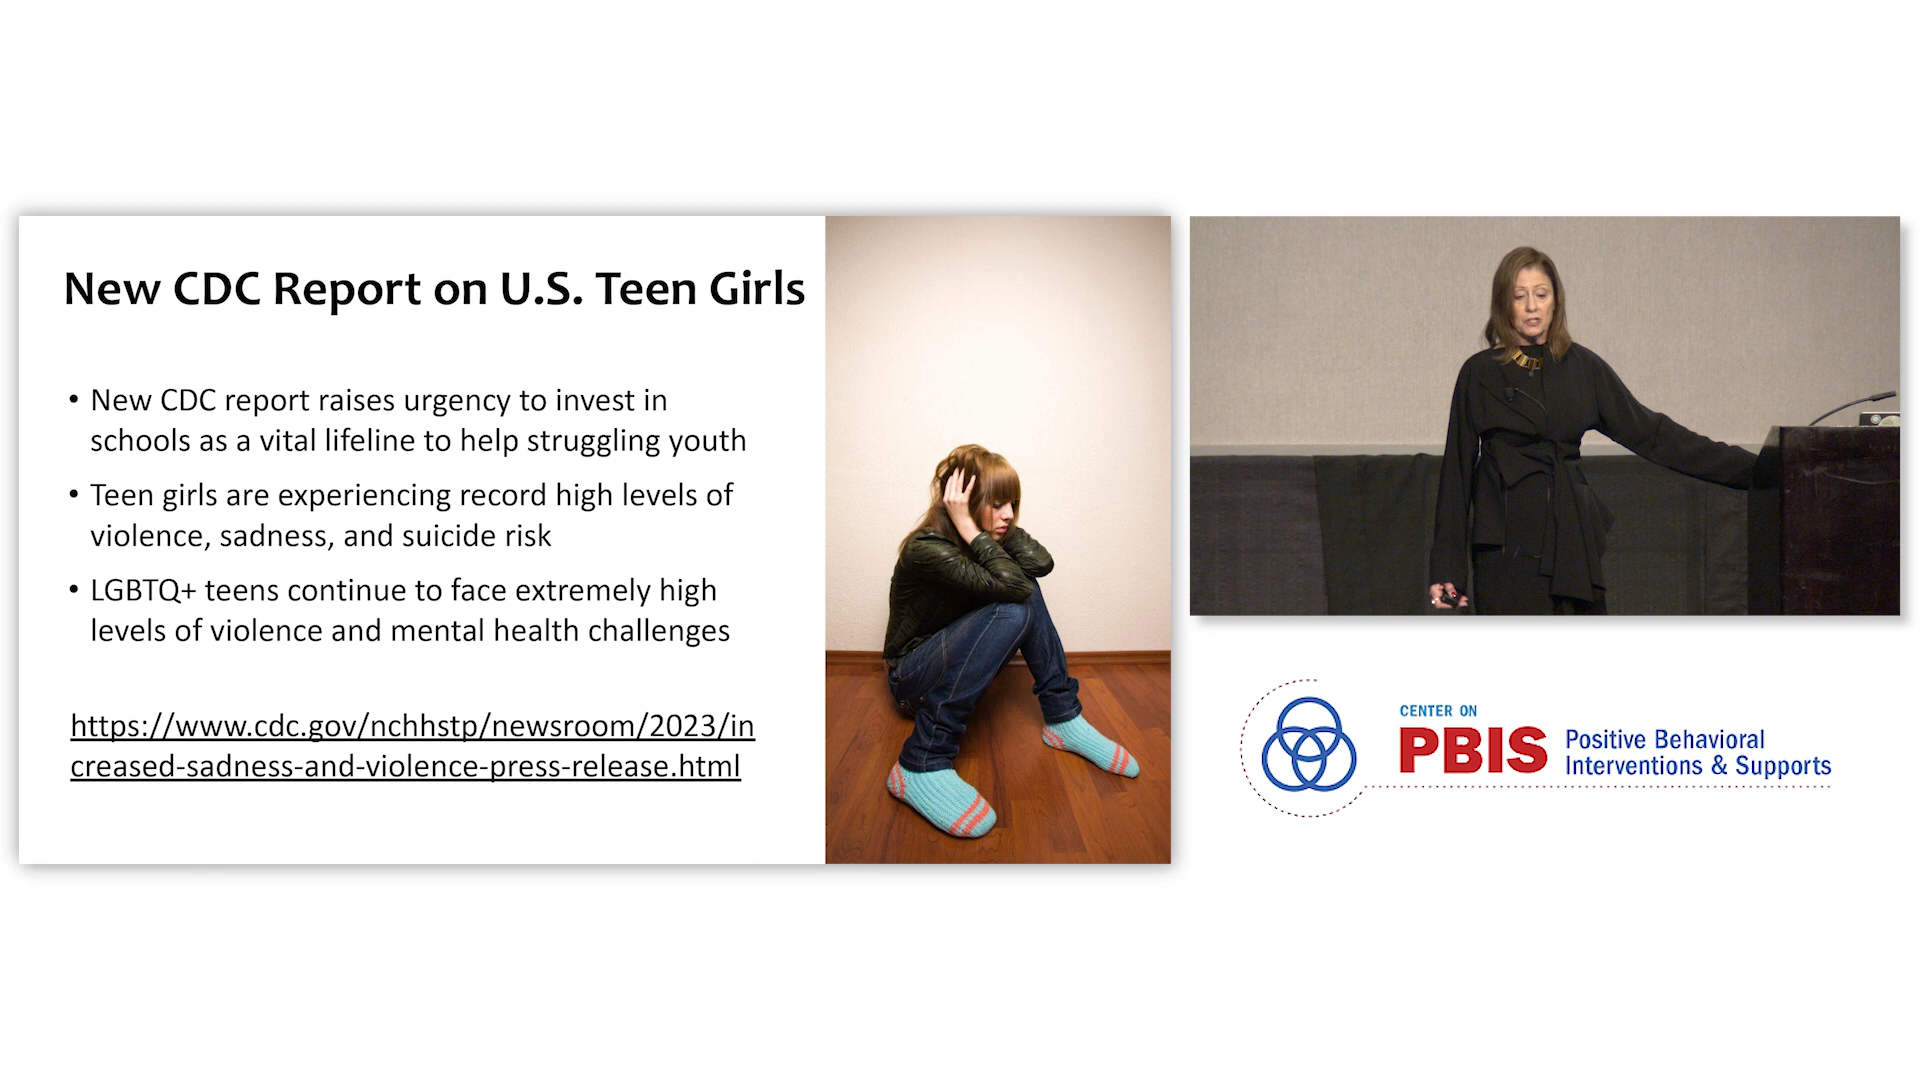 New CDC Report on U.S. Teen Girls
• New CDC report raises urgency to invest in
schools as a vital lifeline to help struggling youth
• Teen girls are experiencing record high levels of
violence, sadness, and suicide risk
• LGBTQ+ teens continue to face extremely high
levels of violence and mental health challenges
https://www.cdc.gov/nchhstp/newsroom/2023/in
creased-sadness-and-violence-press-release.html
CENTER ON
PBIS
Positive Behavioral
Interventions & Supports